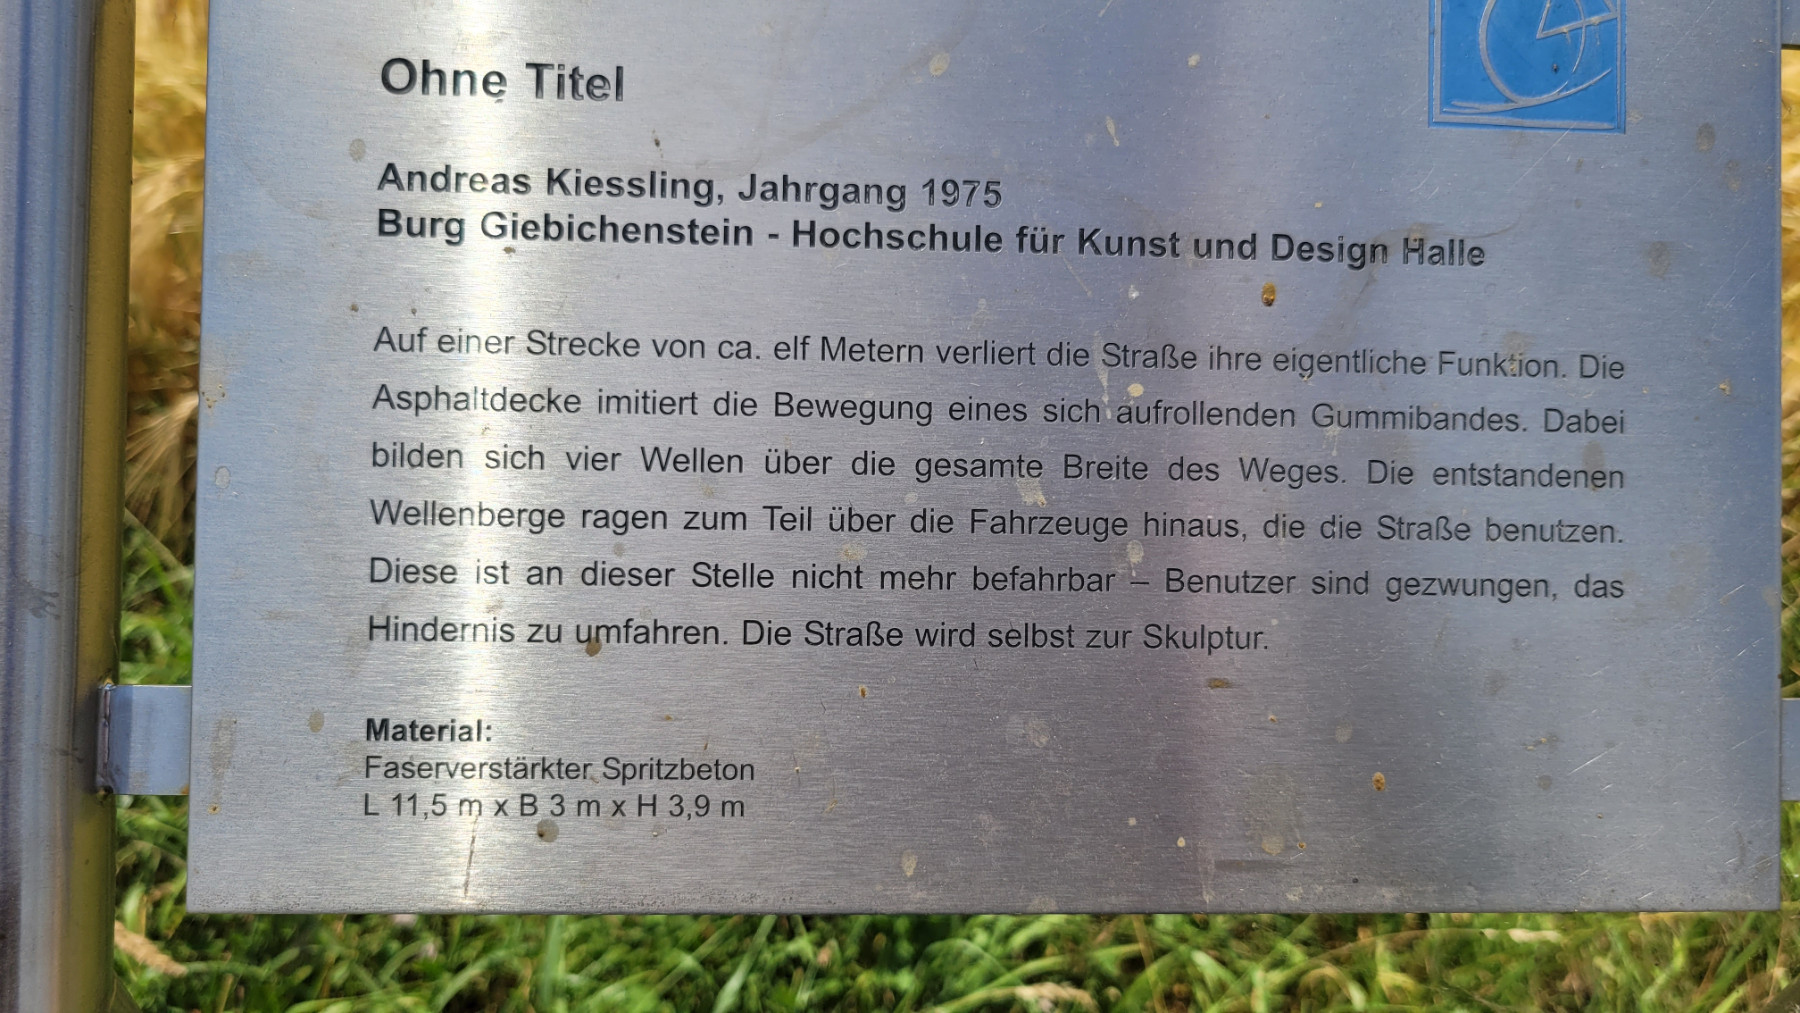 Ohne Titel
Andreas Kiessling, Jahrgang 1975
Burg Giebichenstein - Hochschule für Kunst und Design Halle
Auf einer Strecke von ca. elf Metern verliert die Straße ihre eigentliche Funktion. Die
Asphaltdecke imitiert die Bewegung eines sich aufrollenden Gummibandes. Dabei
bilden sich vier Wellen über die gesamte Breite des Weges. Die entstandenen
Wellenberge ragen zum Teil über die Fahrzeuge hinaus, die die Straße benutzen.
Diese ist an dieser Stelle nicht mehr befahrbar – Benutzer sind gezwungen, das
Hindernis zu umfahren. Die Straße wird selbst zur Skulptur.
Material:
Faserverstärkter Spritzbeton
L 11,5 m x B 3 m x H 3,9 m